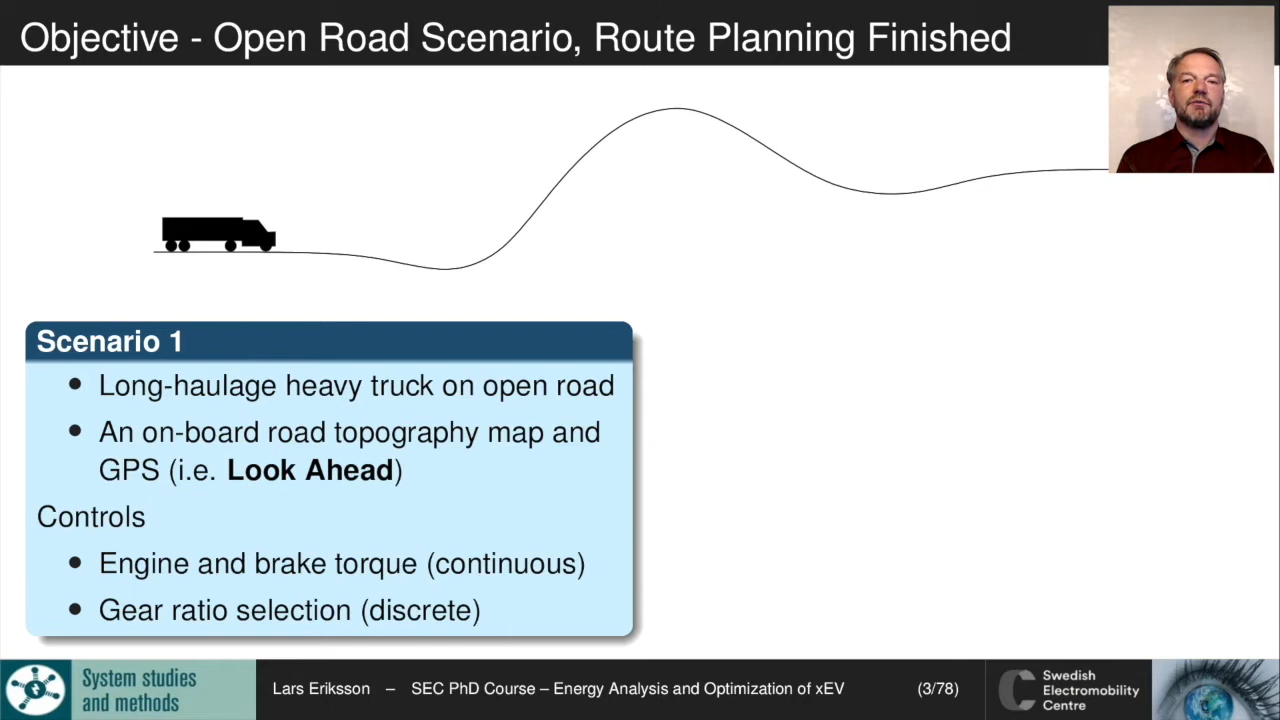 Objective - Open Road Scenario, Route Planning Finished
Scenario 1
• Long-haulage heavy truck on open road
• An on-board road topography map and
GPS (i.e. Look Ahead)
Controls
• Engine and brake torque (continuous)
• Gear ratio selection (discrete)
System studies
and methods
Lars Eriksson – SEC PhD Course – Energy Analysis and Optimization of xEV
(3/78)
Swedish
Electromobility
Centre